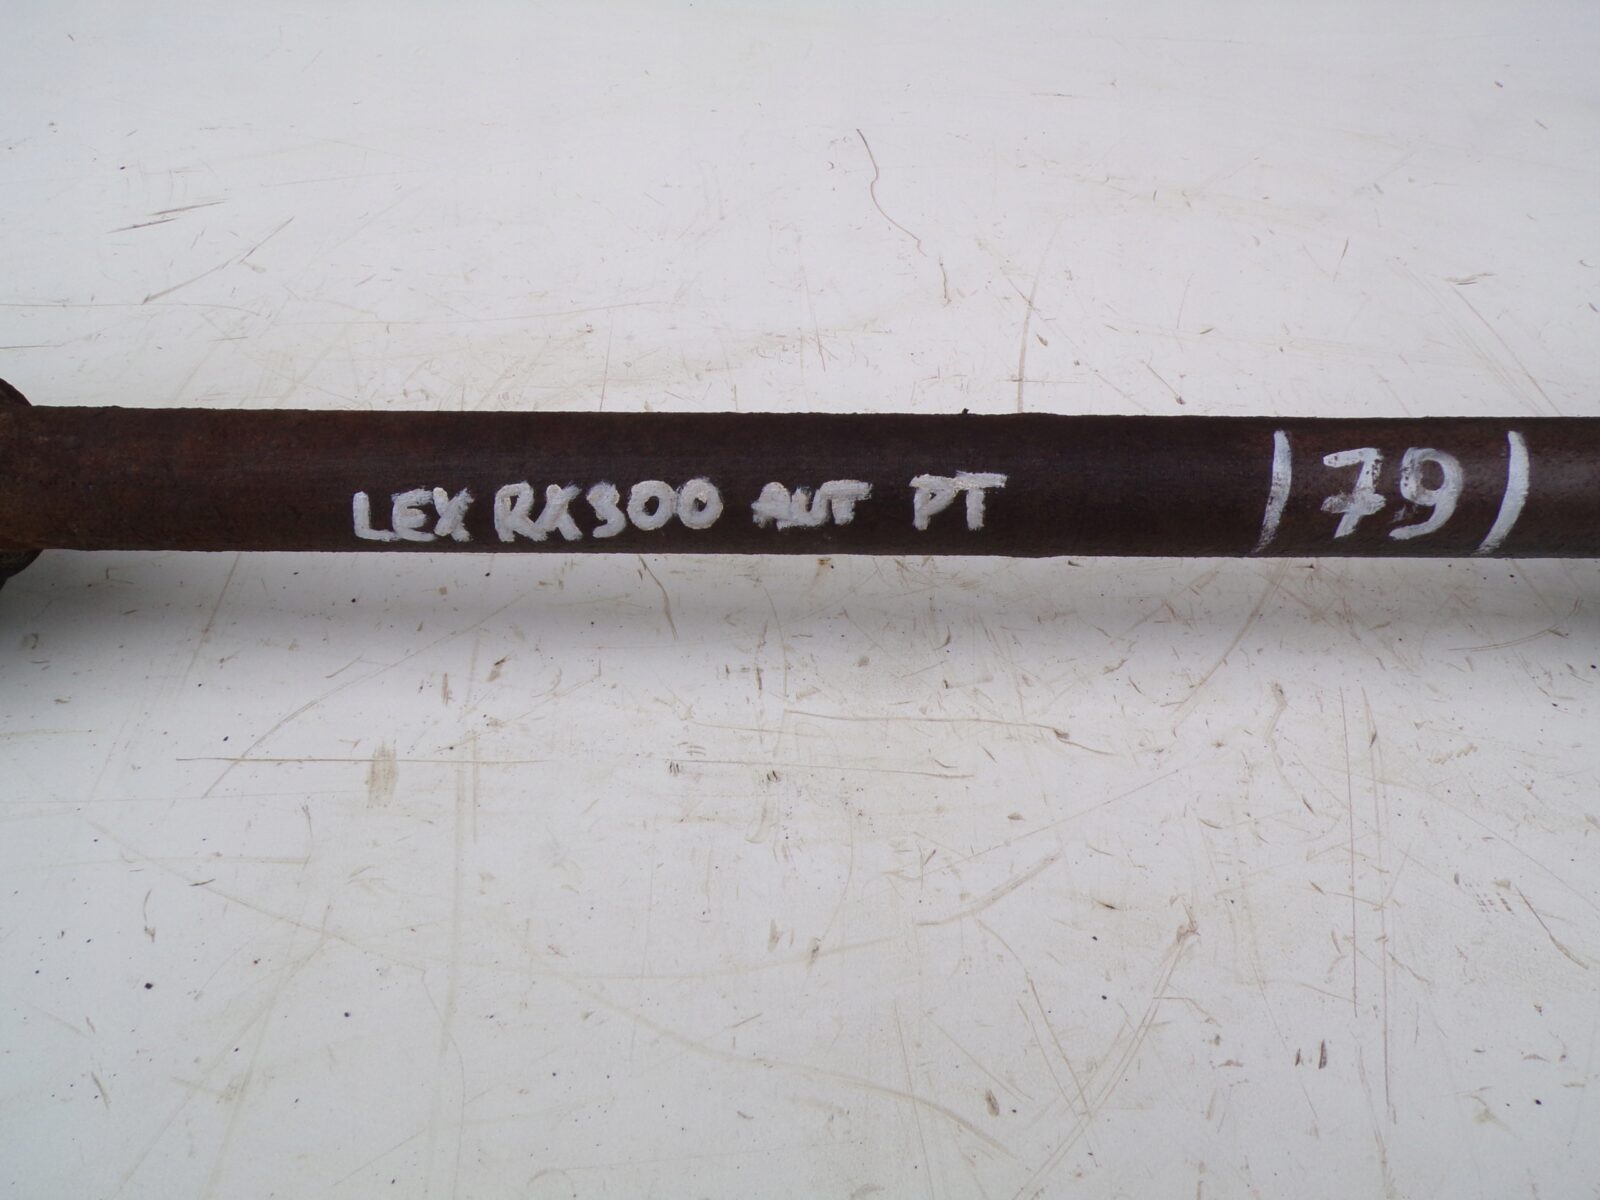 LEX RX300 AUT PT )79)